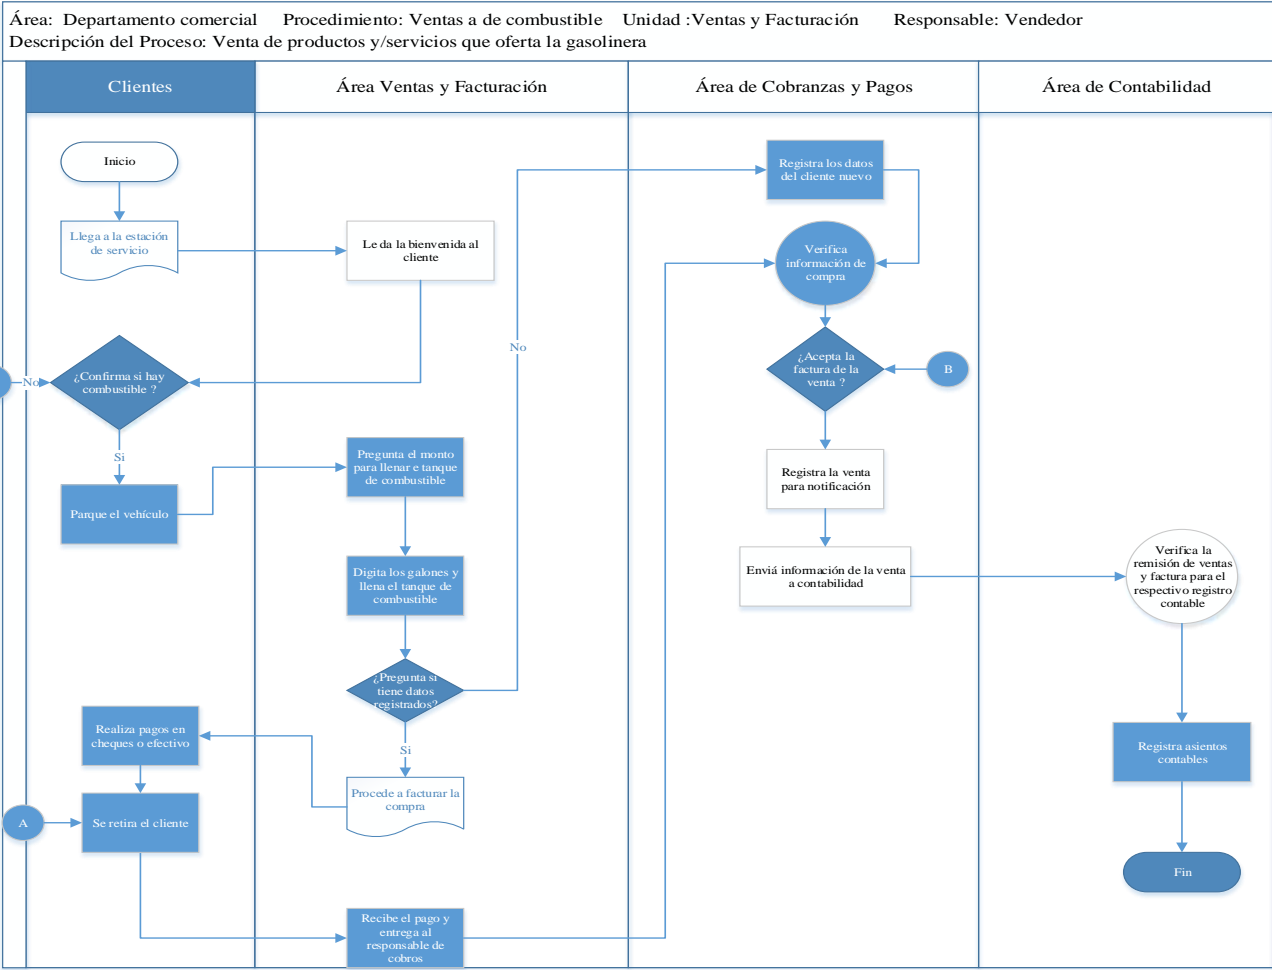 Área: Departamento comercial Procedimiento: Ventas a de combustible Unidad :Ventas y Facturación Responsable: Vendedor
Descripción del Proceso: Venta de productos y/servicios que oferta la gasolinera
Clientes
Área Ventas y Facturación
Área de Cobranzas y Pagos
Área de Contabilidad
Inicio
Llega a la estación
de servicio
Le da la bienvenida al
cliente
No
¿Confirma si hay
combustible ?
Si
Parque el vehículo
Pregunta el monto
para llenar e tanque
de combustible
Digita los galones y
llena el tanque de
combustible
¿Pregunta si
tiene datos
registrados?
No
Si
Procede a facturar la
compra
Realiza pagos en
cheques o efectivo
A
Se retira el cliente
Recibe el pago y
entrega al
responsable de
cobros
Registra los datos
del cliente nuevo
Verifica
información de
compra
¿Acepta la
factura de la
venta ?
B
Registra la venta
para notificación
Enviá información de la venta
a contabilidad
Verifica la
remisión de ventas
y factura para el
respectivo registro
contable
Registra asientos
contables
Fin